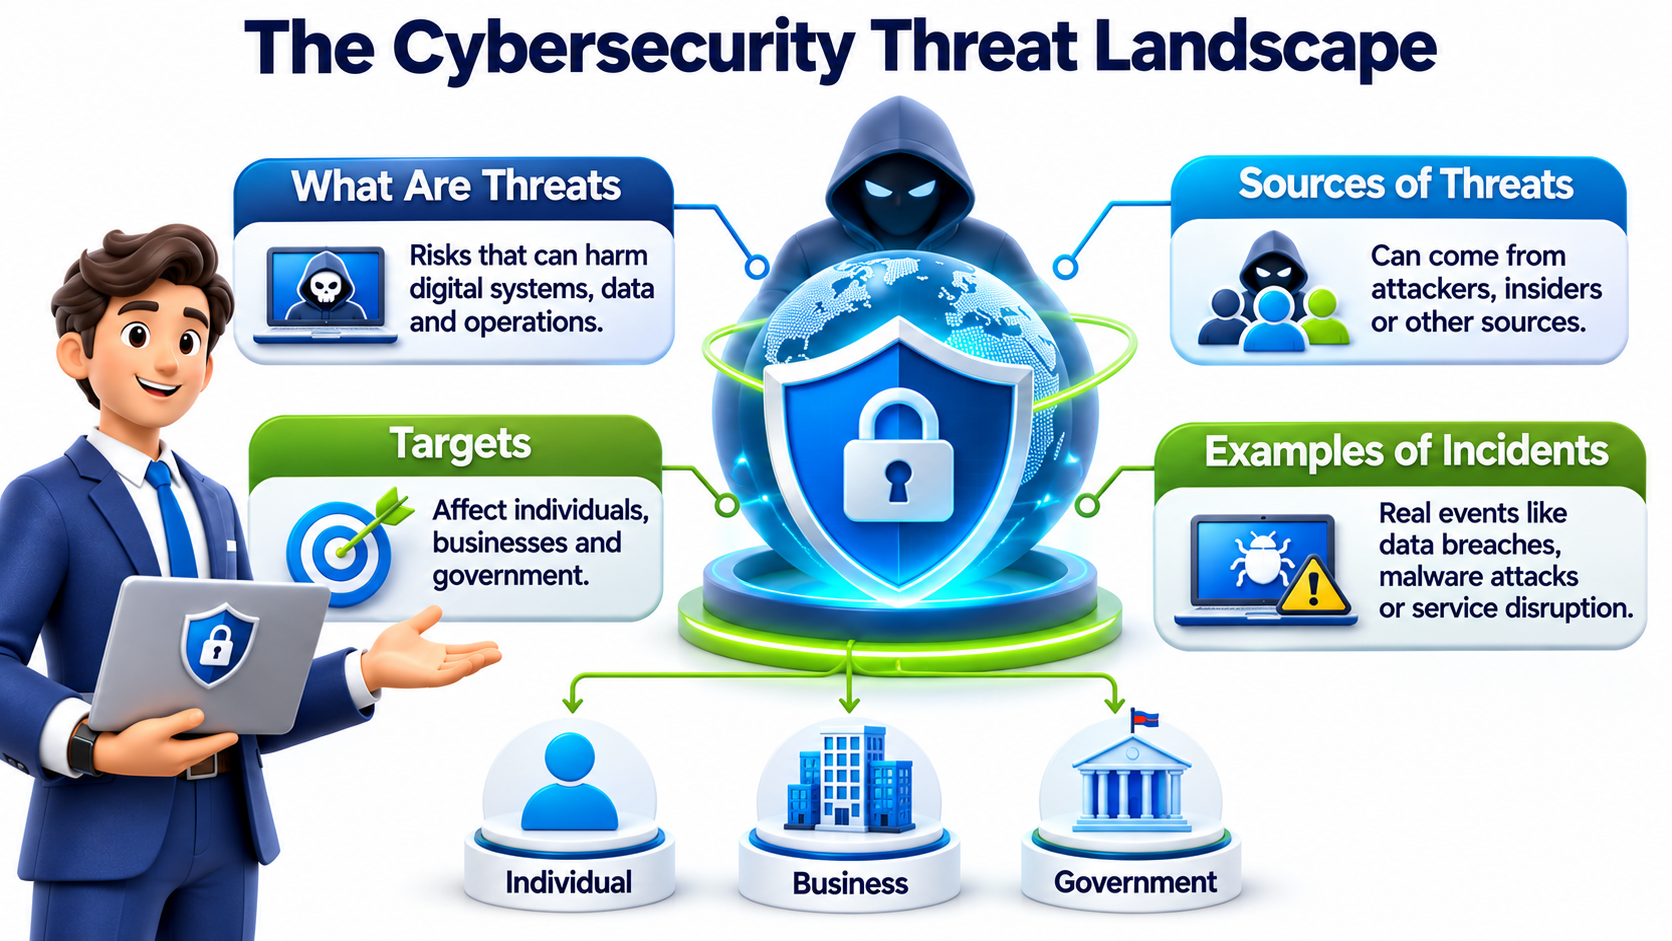 The Cybersecurity Threat Landscape
What Are Threats
Risks that can harm
digital systems, data
and operations.
Sources of Threats
Can come from
attackers, insiders
or other sources.
Targets
Affect individuals,
businesses and
government.
Examples of Incidents
Real events like
data breaches,
malware attacks
or service disruption.
Individual
Business
Government